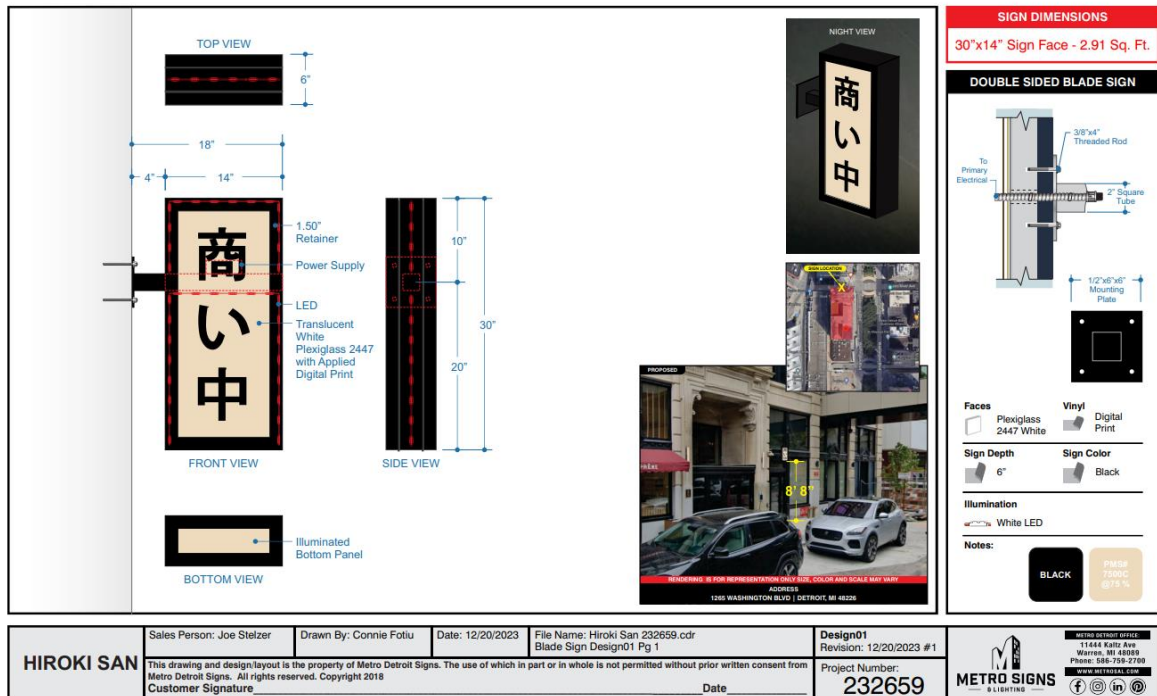 TOP VIEW
6"
18"
4"
14"
商
い
中
1.50"
Retainer
Power Supply
LED
Translucent
White
Plexiglass 2447
with Applied
Digital Print
FRONT VIEW
10"
30"
20"
SIDE VIEW
Illuminated
Bottom Panel
BOTTOM VIEW
NIGHT VIEW
商
い
中
SIGN LOCATION
X
PROPOSED
8' 8"
RENDERING IS FOR REPRESENTATION ONLY SIZE, COLOR AND SCALE MAY VARY
ADDRESS
1265 WASHINGTON BLVD | DETROIT, MI 48226
SIGN DIMENSIONS
30"x14" Sign Face - 2.91 Sq. Ft.
DOUBLE SIDED BLADE SIGN
3/8"x4"
Threaded Rod
To
Primary
Electrical
2" Square
Tube
1/2"x6"x6"
Mounting
Plate
Faces
Plexiglass
2447 White
Vinyl
Digital
Print
Sign Depth
6"
Sign Color
Black
Illumination
White LED
Notes:
BLACK
PMS#
7500C
@75 %
HIROKI SAN
Sales Person: Joe Stelzer
Drawn By: Connie Fotiu
Date: 12/20/2023
File Name: Hiroki San 232659.cdr
Blade Sign Design01 Pg 1
This drawing and design/layout is the property of Metro Detroit Signs. The use of which in part or in whole is not permitted without prior written consent from
Metro Detroit Signs. All rights reserved. Copyright 2018
Customer Signature
Date
Design01
Revision: 12/20/2023 #1
Project Number:
232659
METRO SIGNS
& LIGHTING
METRO DETROIT OFFICE:
11444 Kaltz Ave
Warren, MI 48089
Phone: 586-759-2700
WWW.METROSAL.COM